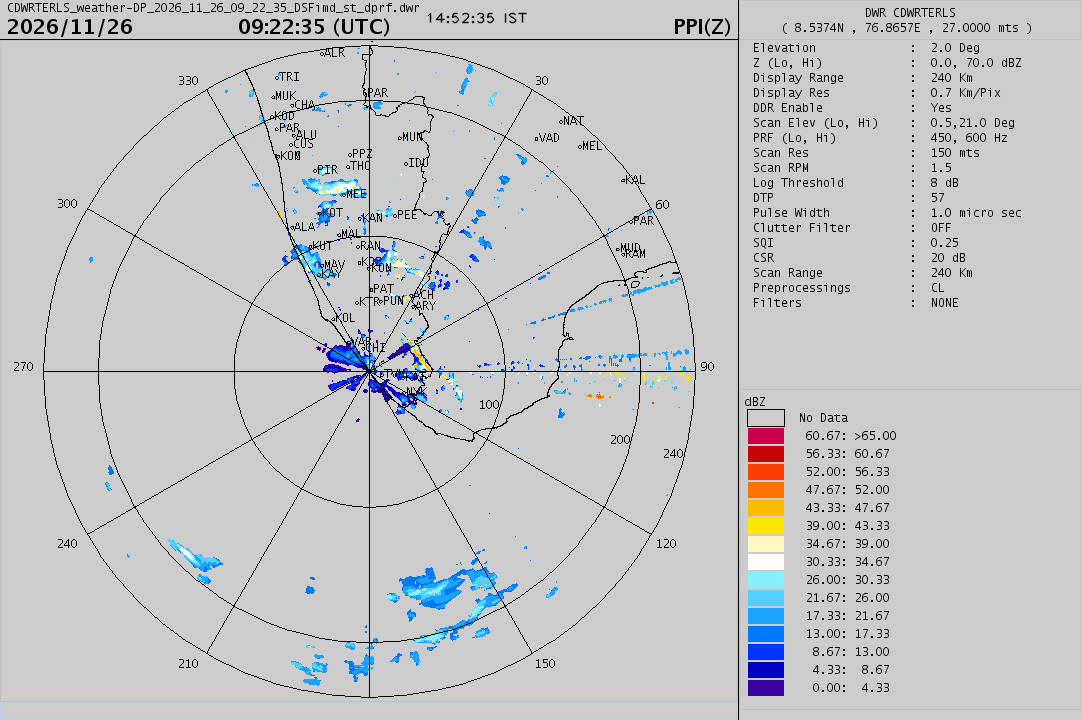 CDWRTERLS_weather-DP_2026_11_26_09_22_35_DSFimd_st_dprf.dwr
2026/11/26 09:22:35 (UTC) 14:52:35 IST PPI(Z)
DWR CDWRTERLS
( 8.5374N , 76.8657E , 27.0000 mts )
Elevation : 2.0 Deg
Z (Lo, Hi) : 0.0, 70.0 dBZ
Display Range : 240 Km
Display Res : 0.7 Km/Pix
DDR Enable : Yes
Scan Elev (Lo, Hi) : 0.5,21.0 Deg
PRF (Lo, Hi) : 450, 600 Hz
Scan Res : 150 mts
Scan RPM : 1.5
Log Threshold : 8 dB
DTP : 57
Pulse Width : 1.0 micro sec
Clutter Filter : OFF
SQI : 0.25
CSR : 20 dB
Scan Range : 240 Km
Preprocessings : CL
Filters : NONE
dBZ
No Data
60.67: >65.00
56.33: 60.67
52.00: 56.33
47.67: 52.00
43.33: 47.67
39.00: 43.33
34.67: 39.00
30.33: 34.67
26.00: 30.33
21.67: 26.00
17.33: 21.67
13.00: 17.33
8.67: 13.00
4.33: 8.67
0.00: 4.33
ALR
TRI
330
30
MUK
PAR
CHA
KOD
NAT
PAR
ALU
MUN
VAD
CUS
MEL
KOM
PPZ
THO
IDU
PIR
KAL
MEE
300
60
KOT
KAN
PEE
PAR
ALA
MAL
KUT
RAN
MUD
RAM
MAV
KON
KAY
PAT
ACH
KTR
PUN
ARY
KOL
VAR
CHI
270
90
TVM
NYK
100
200
240
240
120
210
150